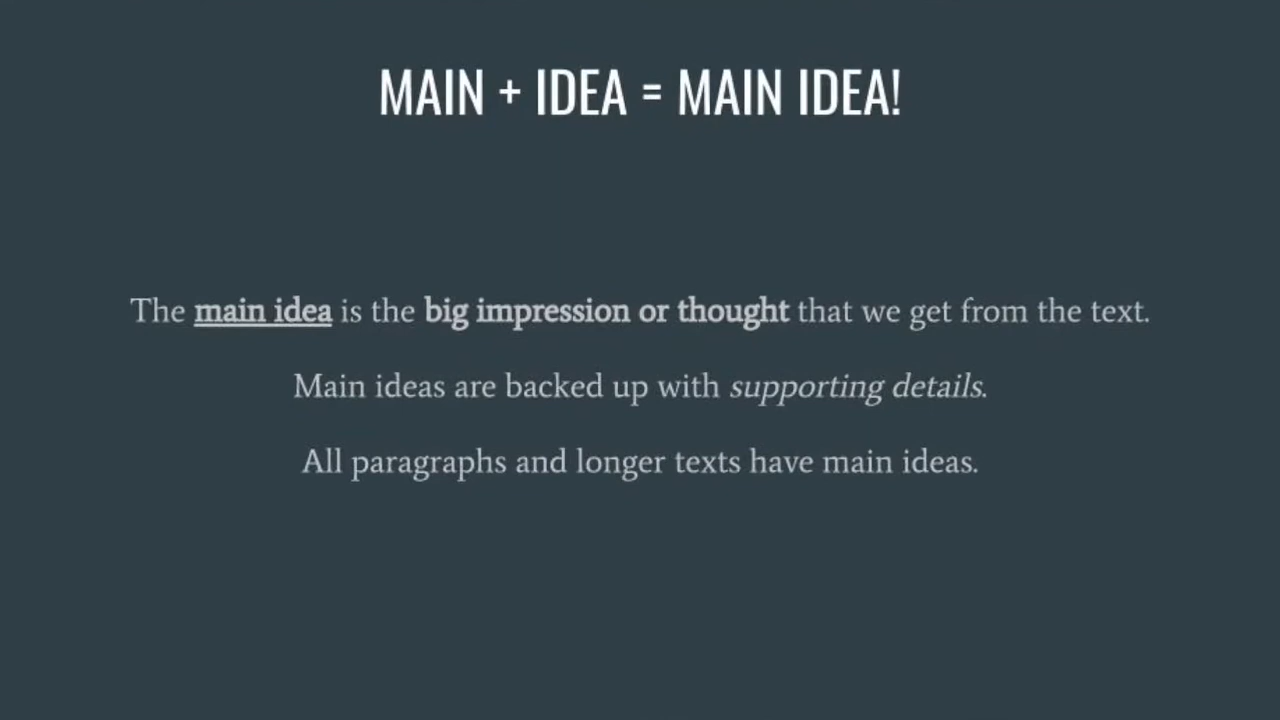 MAIN + IDEA = MAIN IDEA!
The main idea is the big impression or thought that we get from the text.
Main ideas are backed up with supporting details.
All paragraphs and longer texts have main ideas.